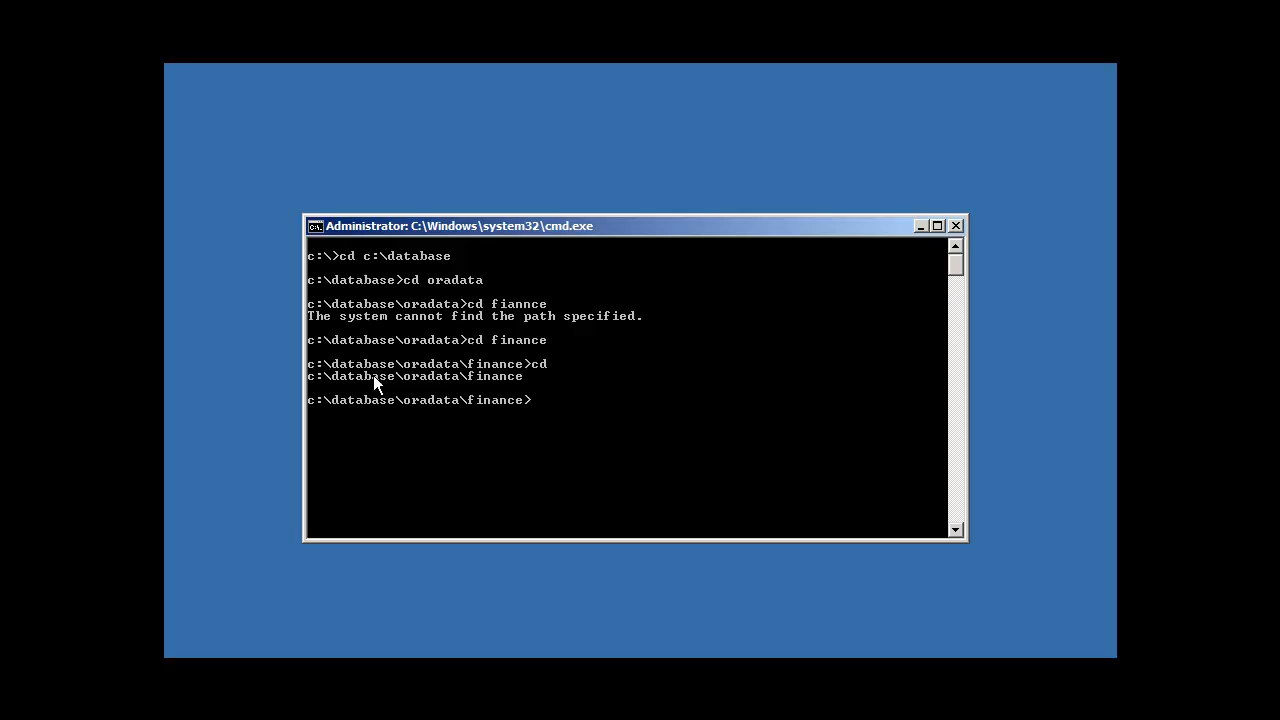 Administrator: C:\Windows\system32\cmd.exe
c:\>cd c:\database
c:\database>cd oradata
c:\database\oradata>cd fiannce
The system cannot find the path specified.
c:\database\oradata>cd finance
c:\database\oradata\finance>cd
c:\database\oradata\finance
c:\database\oradata\finance>